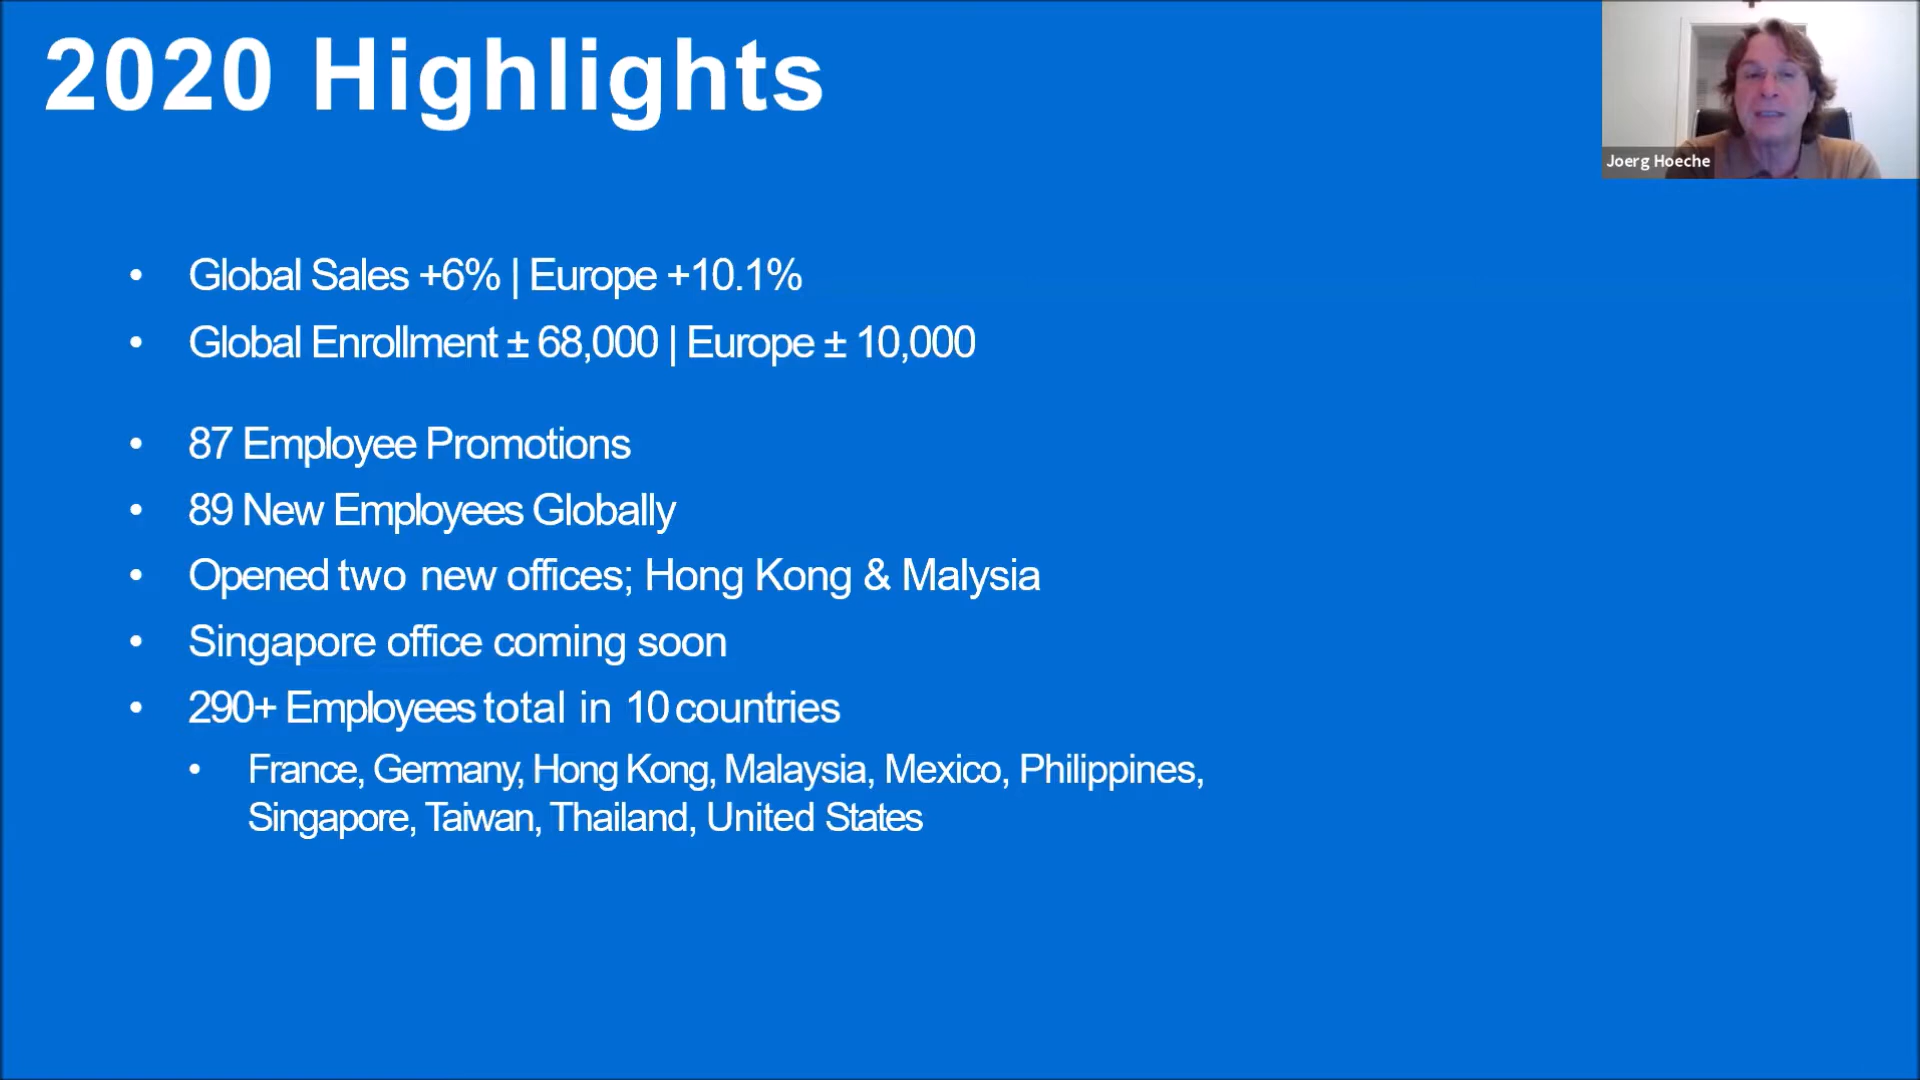 2020 Highlights
Joerg Hoeche
• Global Sales +6% | Europe +10.1%
• Global Enrollment ± 68,000 | Europe ± 10,000
• 87 Employee Promotions
• 89 New Employees Globally
• Opened two new offices; Hong Kong & Malysia
• Singapore office coming soon
• 290+ Employees total in 10 countries
• France, Germany, Hong Kong, Malaysia, Mexico, Philippines,
Singapore, Taiwan, Thailand, United States